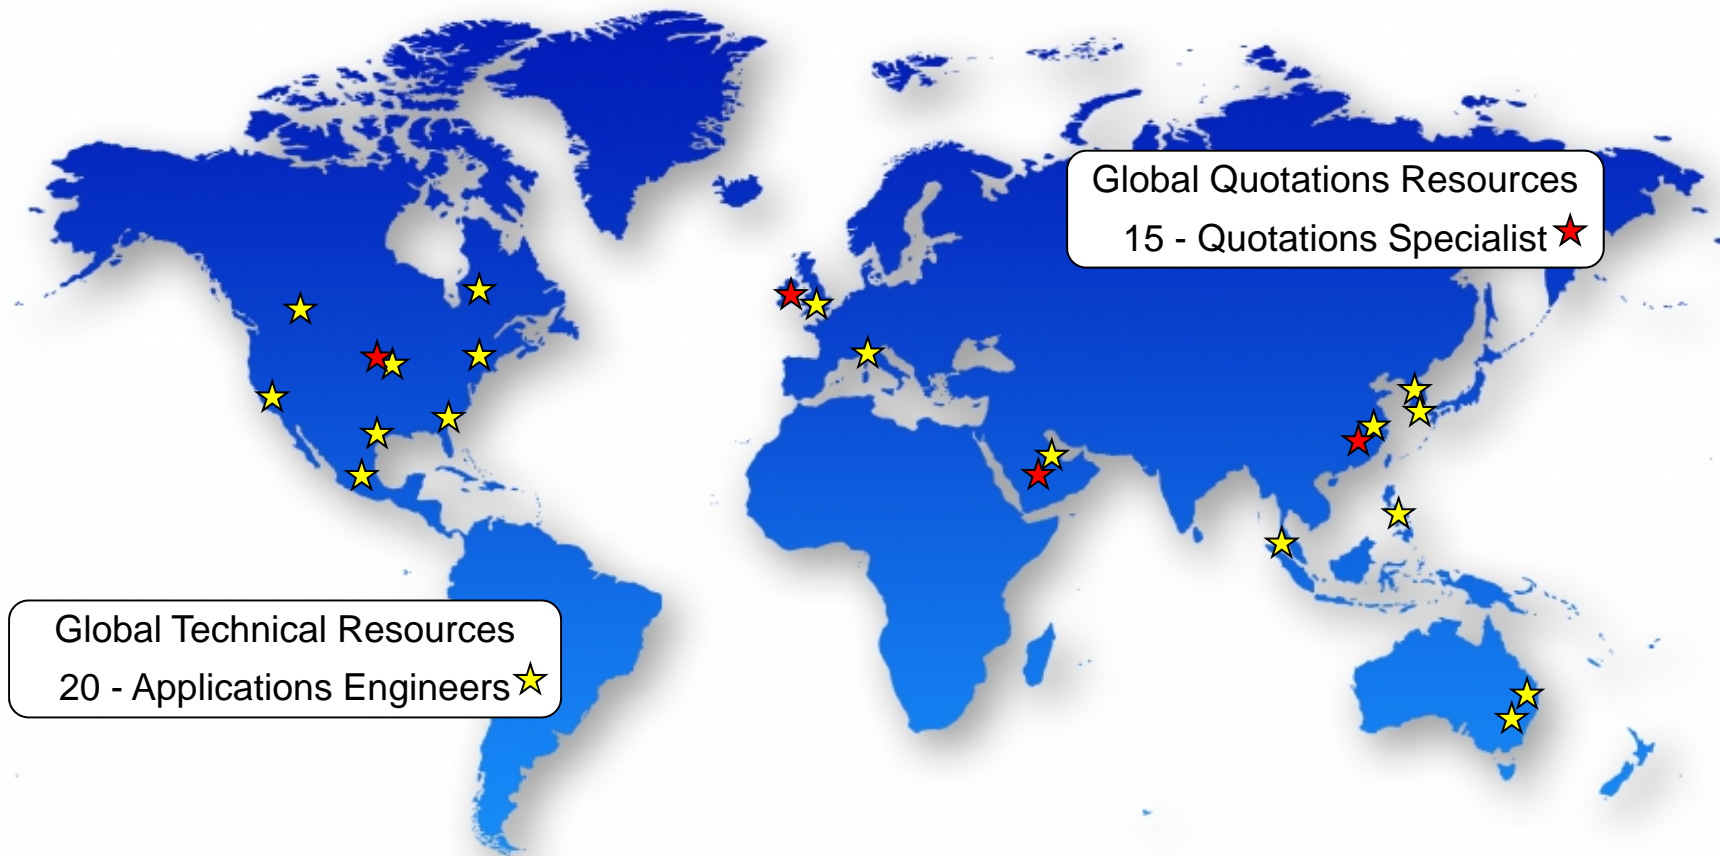 Global Quotations Resources
15 - Quotations Specialist
Global Technical Resources
20 - Applications Engineers